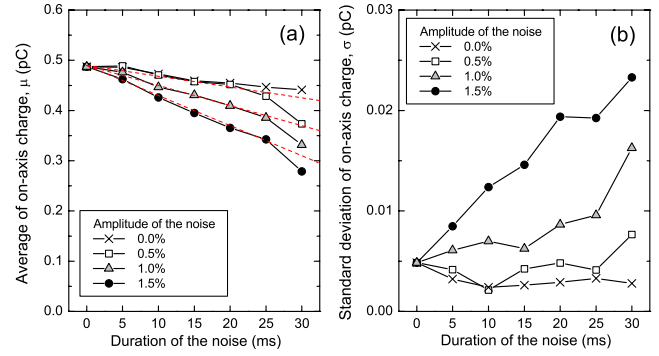 (a)
0.6
0.5
0.4
0.3
0.2
0.1
0.0
Average of on-axis charge, μ (pC)
Amplitude of the noise
0.0%
0.5%
1.0%
1.5%
0 5 10 15 20 25 30
Duration of the noise (ms)
(b)
0.03
0.02
0.01
0.00
Standard deviation of on-axis charge, σ (pC)
Amplitude of the noise
0.0%
0.5%
1.0%
1.5%
0 5 10 15 20 25 30
Duration of the noise (ms)